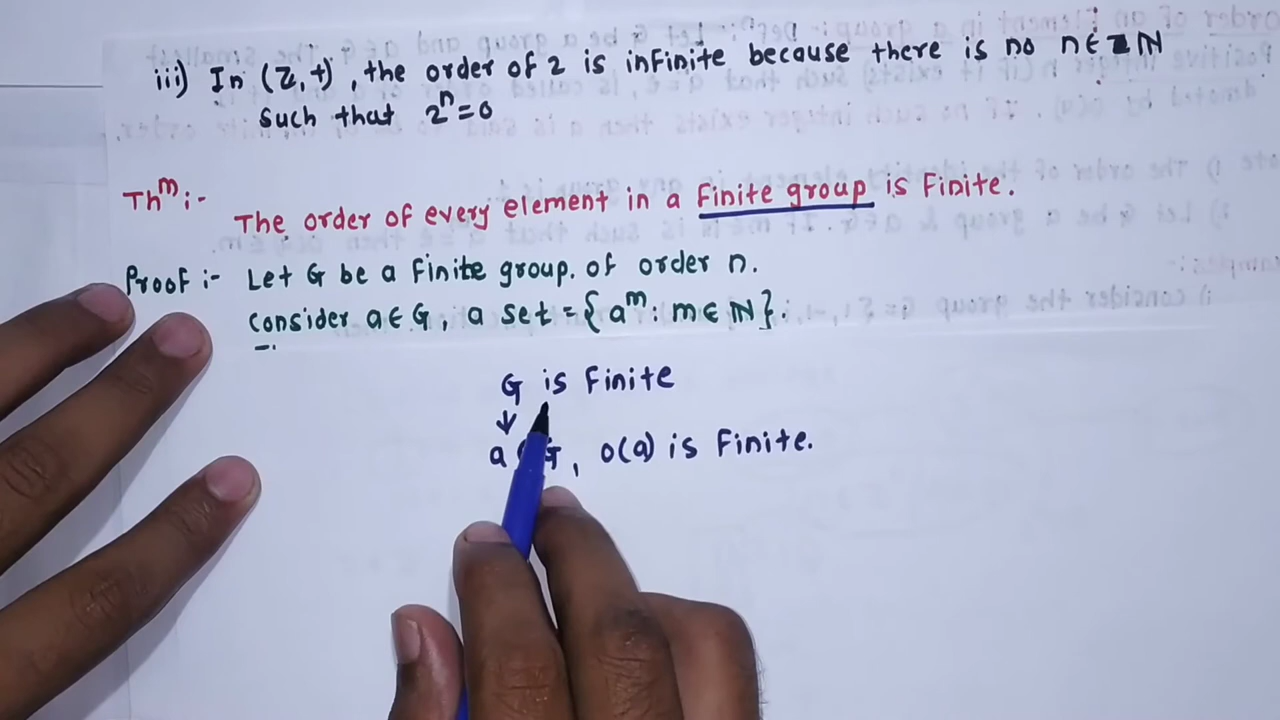 iii) In (Z, +), the order of 2 is infinite because there is no n ∈ N
such that 2ⁿ = 0
Thᵐ :-
The order of every element in a Finite group is Finite.
Proof :- Let G be a Finite group. of order n.
Consider a ∈ G, a set = {aᵐ : m ∈ N}.
G is Finite
↓
a G, o(a) is Finite.